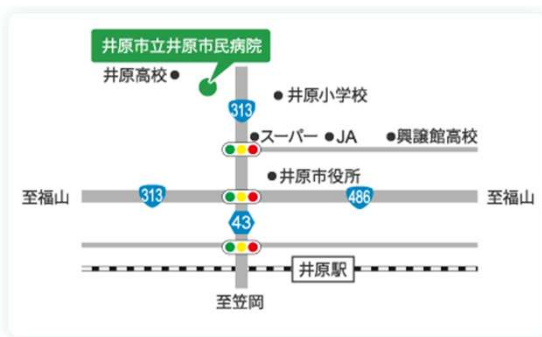 井原市立井原市民病院
井原高校
井原小学校
313
スーパー
JA
興譲館高校
井原市役所
至福山
313
486
至福山
43
井原駅
至笠岡